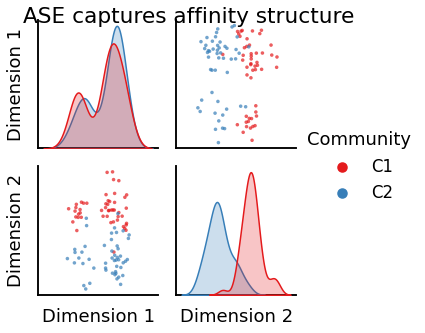 ASE captures affinity structure
Dimension 1
Community
C1
C2
Dimension 2
Dimension 1
Dimension 2